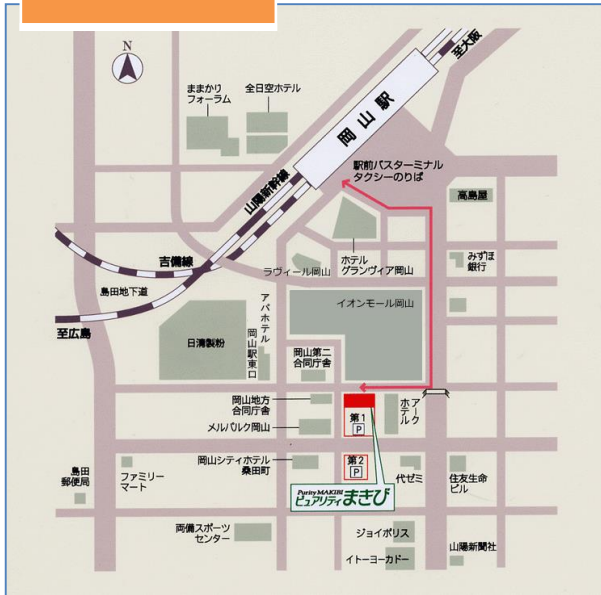 N
至大阪
ままかり
フォーラム
全日空ホテル
岡山駅
駅前バスターミナル
タクシーのりば
山陽新幹線
高島屋
吉備線
ラヴィール岡山
ホテル
グランヴィア岡山
みずほ
銀行
島田地下道
イオンモール岡山
至広島
日清製粉
アパホテル
岡山駅東口
岡山第二
合同庁舎
岡山地方
合同庁舎
第1
P
アーク
ホテル
メルパルク岡山
島田
郵便局
ファミリー
マート
岡山シティホテル
桑田町
第2
P
代ゼミ
住友生命
ビル
Purity MAKIBI
ピュアリティまきび
両備スポーツ
センター
ジョイポリス
イトーヨーカドー
山陽新聞社